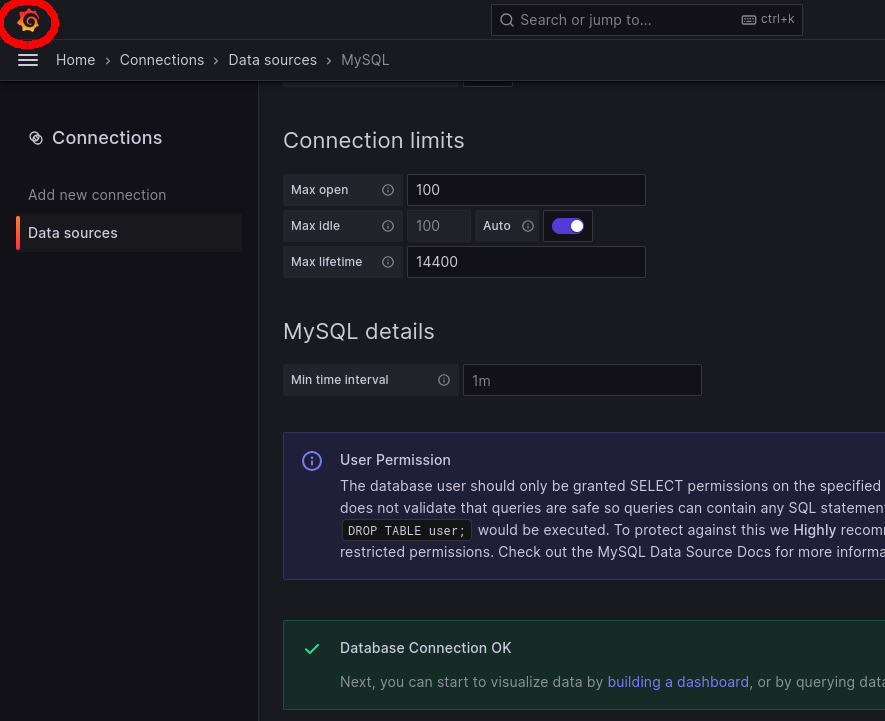 Search or jump to... ctrl+k
Home › Connections › Data sources › MySQL
Connections
Add new connection
Data sources
Connection limits
Max open 100
Max idle 100 Auto
Max lifetime 14400
MySQL details
Min time interval 1m
User Permission
The database user should only be granted SELECT permissions on the specified
does not validate that queries are safe so queries can contain any SQL statement
DROP TABLE user; would be executed. To protect against this we Highly recom
restricted permissions. Check out the MySQL Data Source Docs for more informa
Database Connection OK
Next, you can start to visualize data by building a dashboard, or by querying data